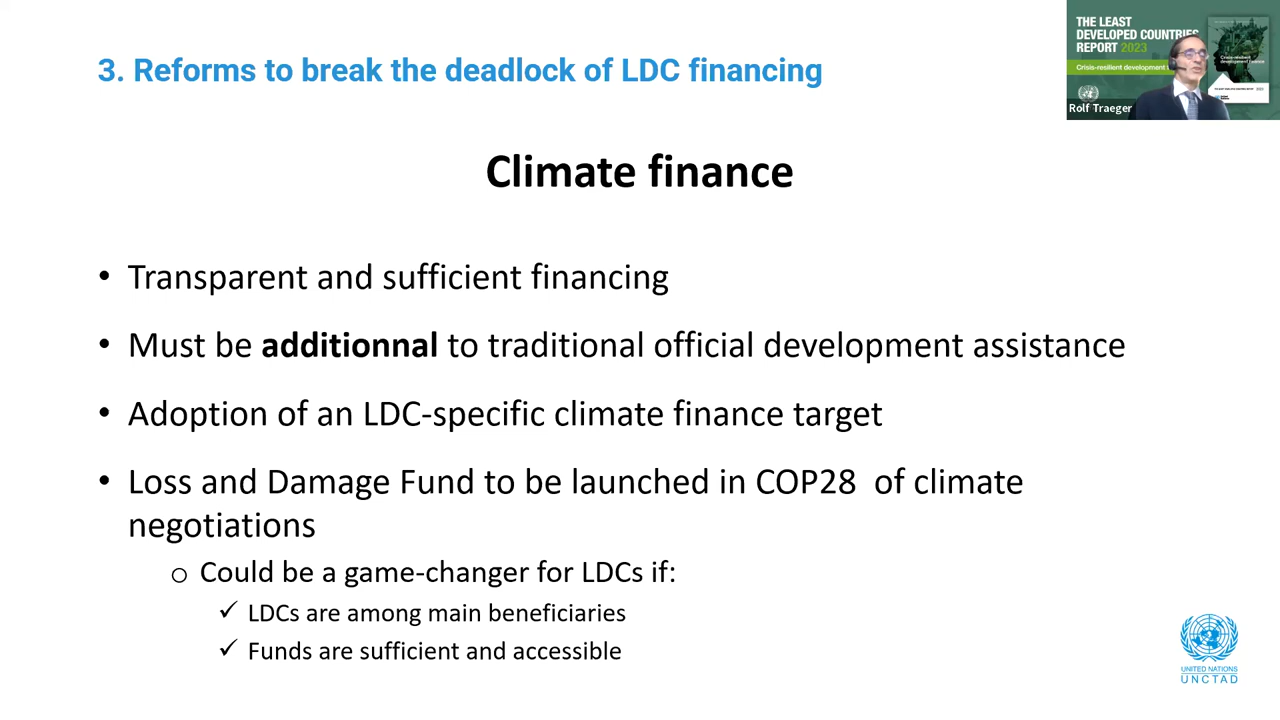 3. Reforms to break the deadlock of LDC financing
THE LEAST
DEVELOPED COUNTRIES
REPORT 2023
Crisis-resilient development
Rolf Traeger
Climate finance
• Transparent and sufficient financing
• Must be additionnal to traditional official development assistance
• Adoption of an LDC-specific climate finance target
• Loss and Damage Fund to be launched in COP28 of climate
negotiations
o Could be a game-changer for LDCs if:
✓ LDCs are among main beneficiaries
✓ Funds are sufficient and accessible
UNITED NATIONS
UNCTAD